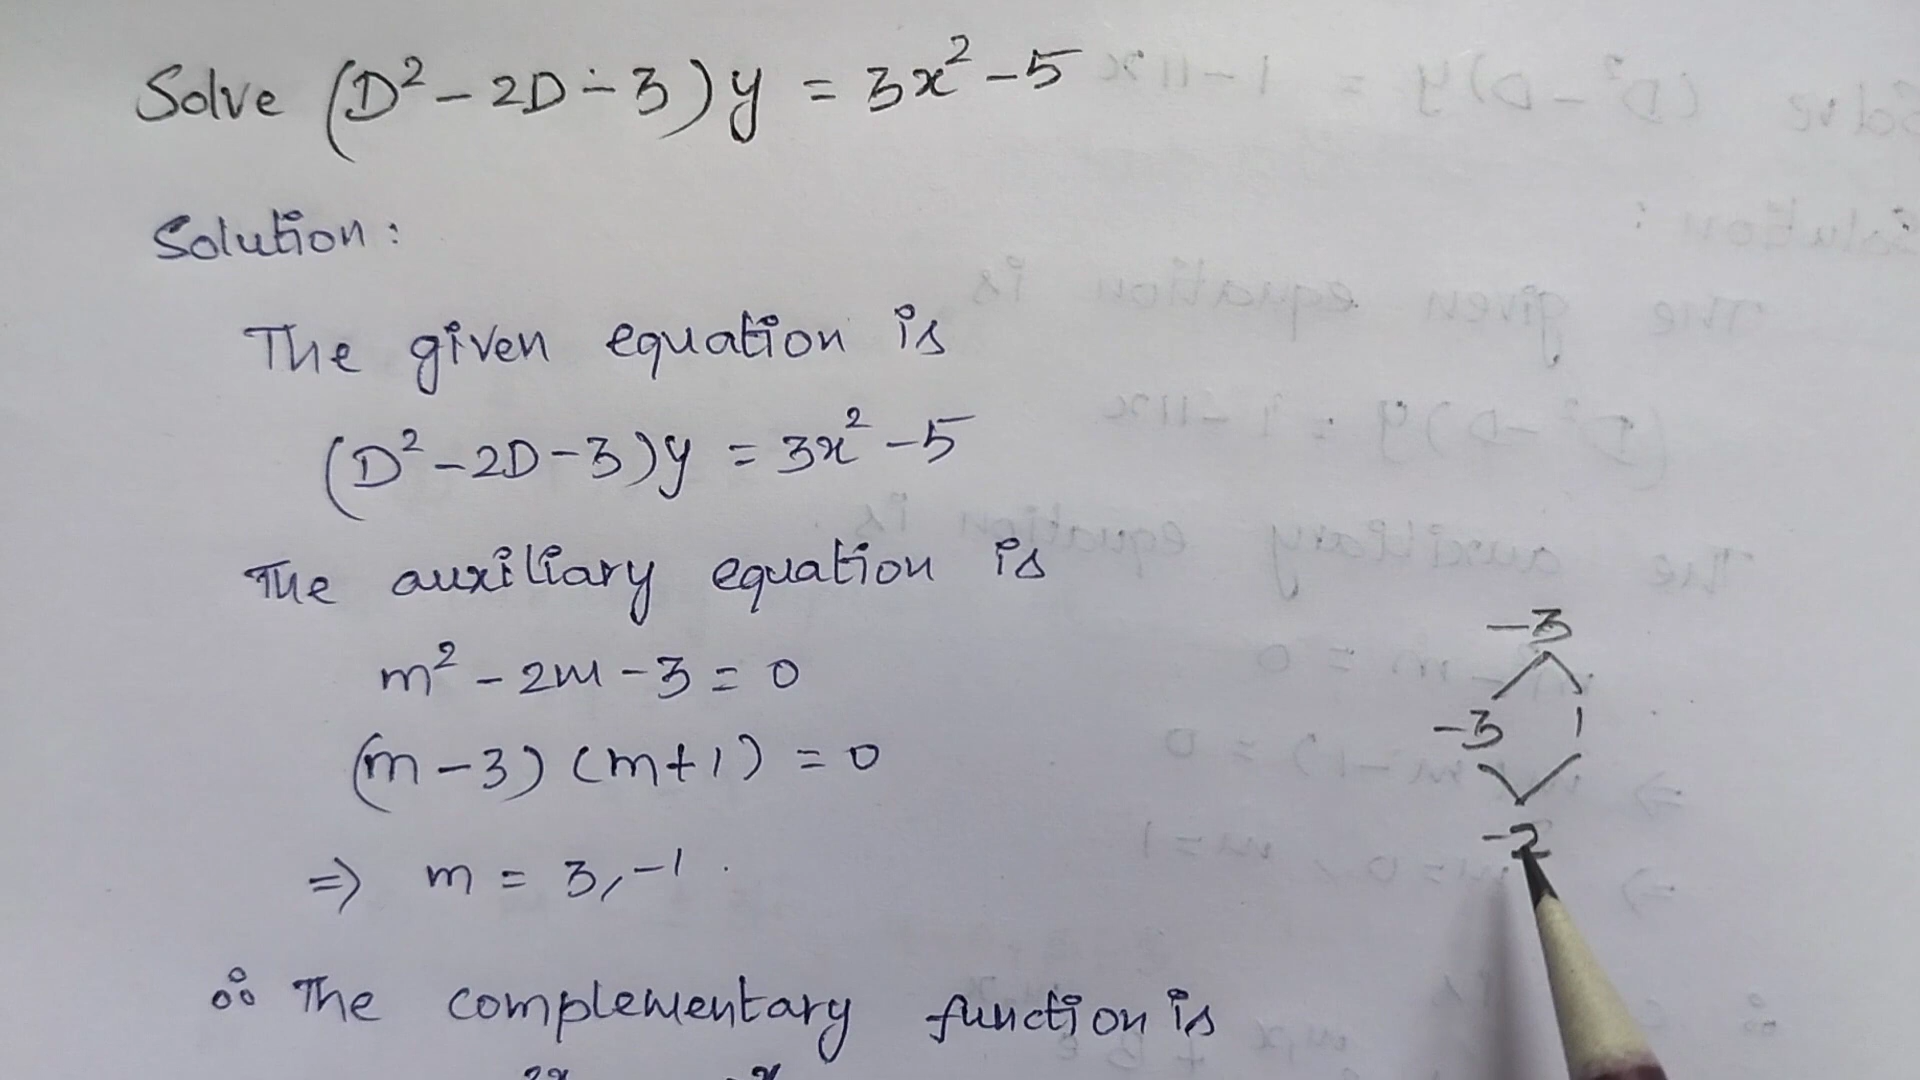 Solve (D² - 2D - 3)y = 3x² - 5
Solution:
The given equation is
(D² - 2D - 3)y = 3x² - 5
The auxiliary equation is
m² - 2m - 3 = 0
(m - 3) (m + 1) = 0
⇒ m = 3, -1.
-3
-3 1
-2
∴ The complementary function is